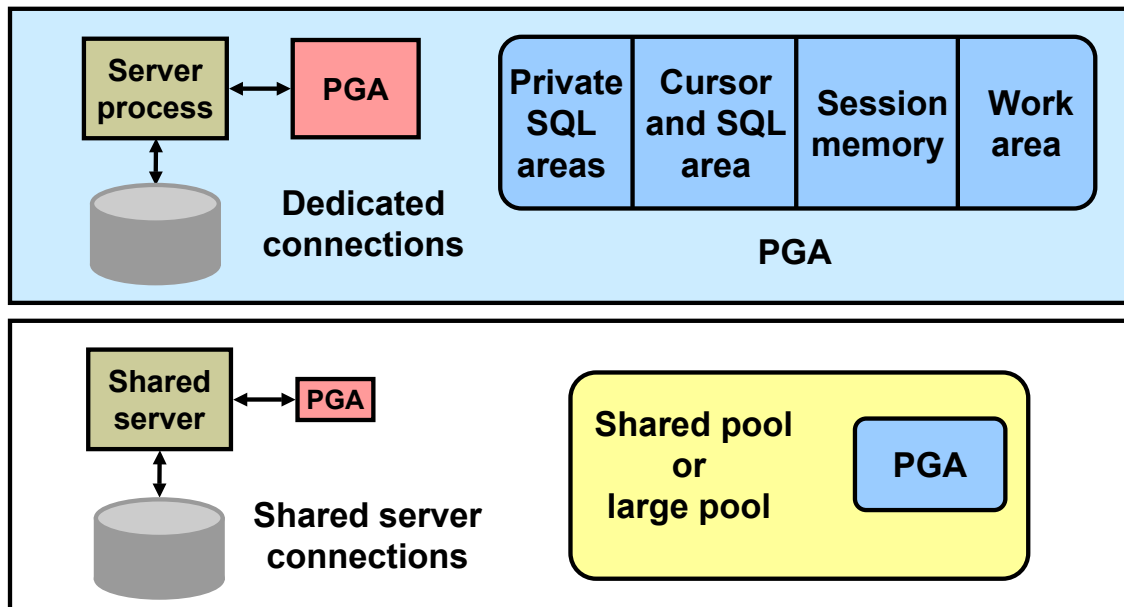 Server
process
PGA
Dedicated
connections
Private
SQL
areas
Cursor
and SQL
area
Session
memory
Work
area
PGA
Shared
server
PGA
Shared server
connections
Shared pool
or
large pool
PGA